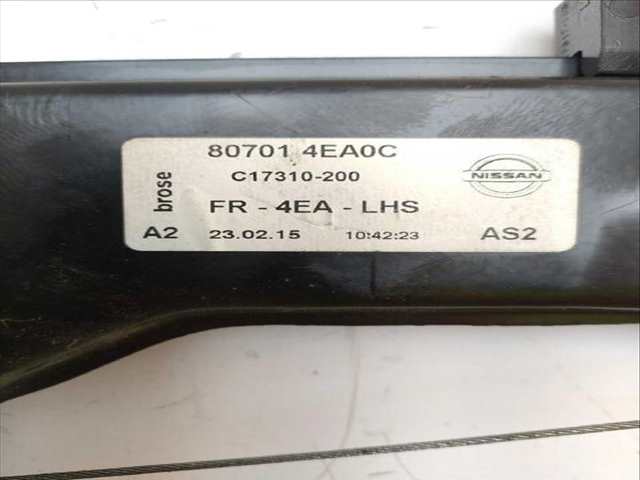 80701 4EA0C
C17310-200
NISSAN
brose
FR - 4EA - LHS
A2 23.02.15 10:42:23 AS2